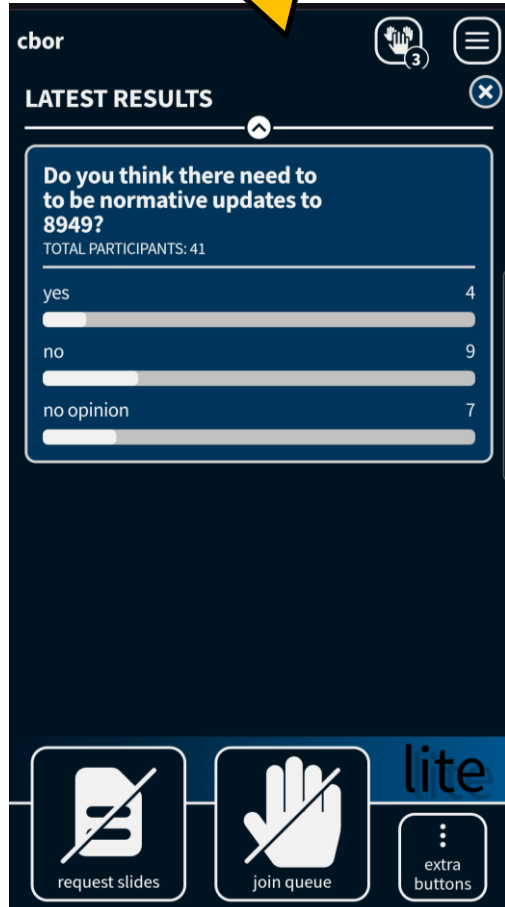 cbor
3
LATEST RESULTS
Do you think there need to
to be normative updates to
8949?
TOTAL PARTICIPANTS: 41
yes 4
no 9
no opinion 7
lite
request slides
join queue
extra
buttons